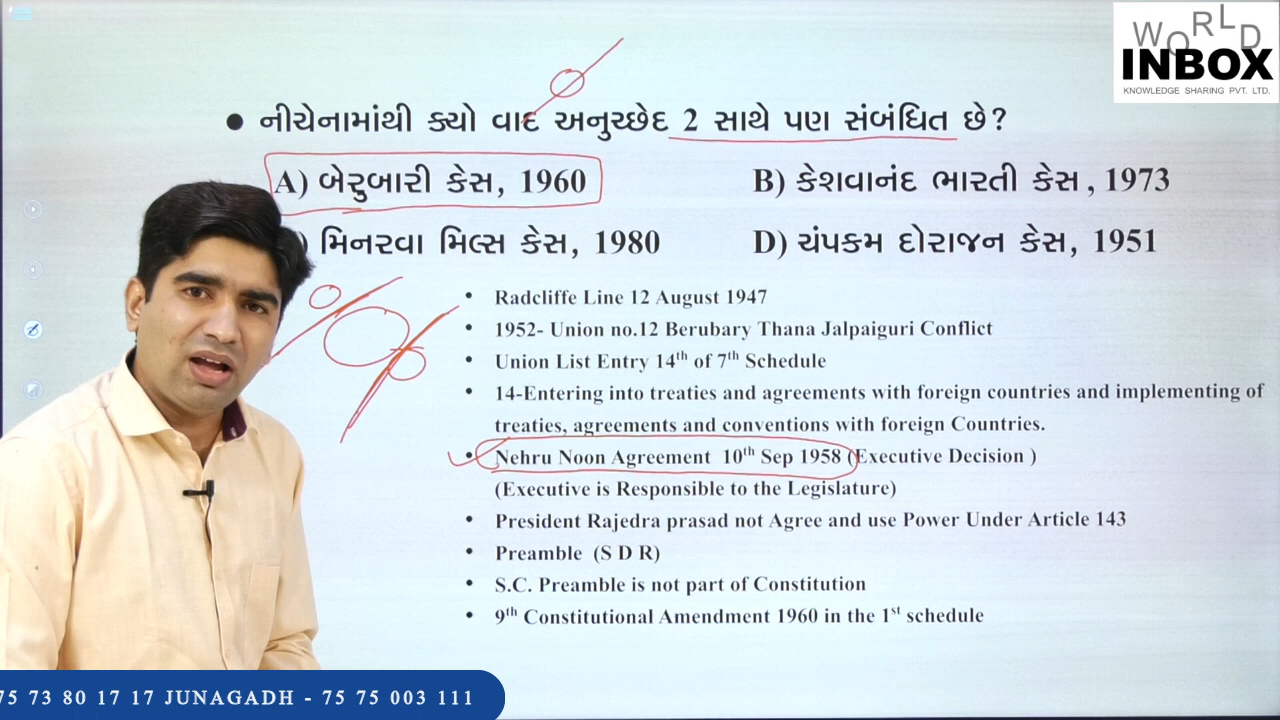 WORLD
INBOX
KNOWLEDGE SHARING PVT. LTD.
● નીચેનામાંથી ક્યો વાદ અનુચ્છેદ 2 સાથે પણ સંબંધિત છે?
A) બેરુબારી કેસ, 1960
B) કેશવાનંદ ભારતી કેસ, 1973
) મિનરવા મિલ્સ કેસ, 1980
D) ચંપકમ દોરાજન કેસ, 1951
• Radcliffe Line 12 August 1947
• 1952- Union no.12 Berubary Thana Jalpaiguri Conflict
• Union List Entry 14th of 7th Schedule
• 14-Entering into treaties and agreements with foreign countries and implementing of
treaties, agreements and conventions with foreign Countries.
• Nehru Noon Agreement 10th Sep 1958 (Executive Decision )
(Executive is Responsible to the Legislature)
• President Rajedra prasad not Agree and use Power Under Article 143
• Preamble (S D R)
• S.C. Preamble is not part of Constitution
• 9th Constitutional Amendment 1960 in the 1st schedule
75 73 80 17 17 JUNAGADH - 75 75 003 111